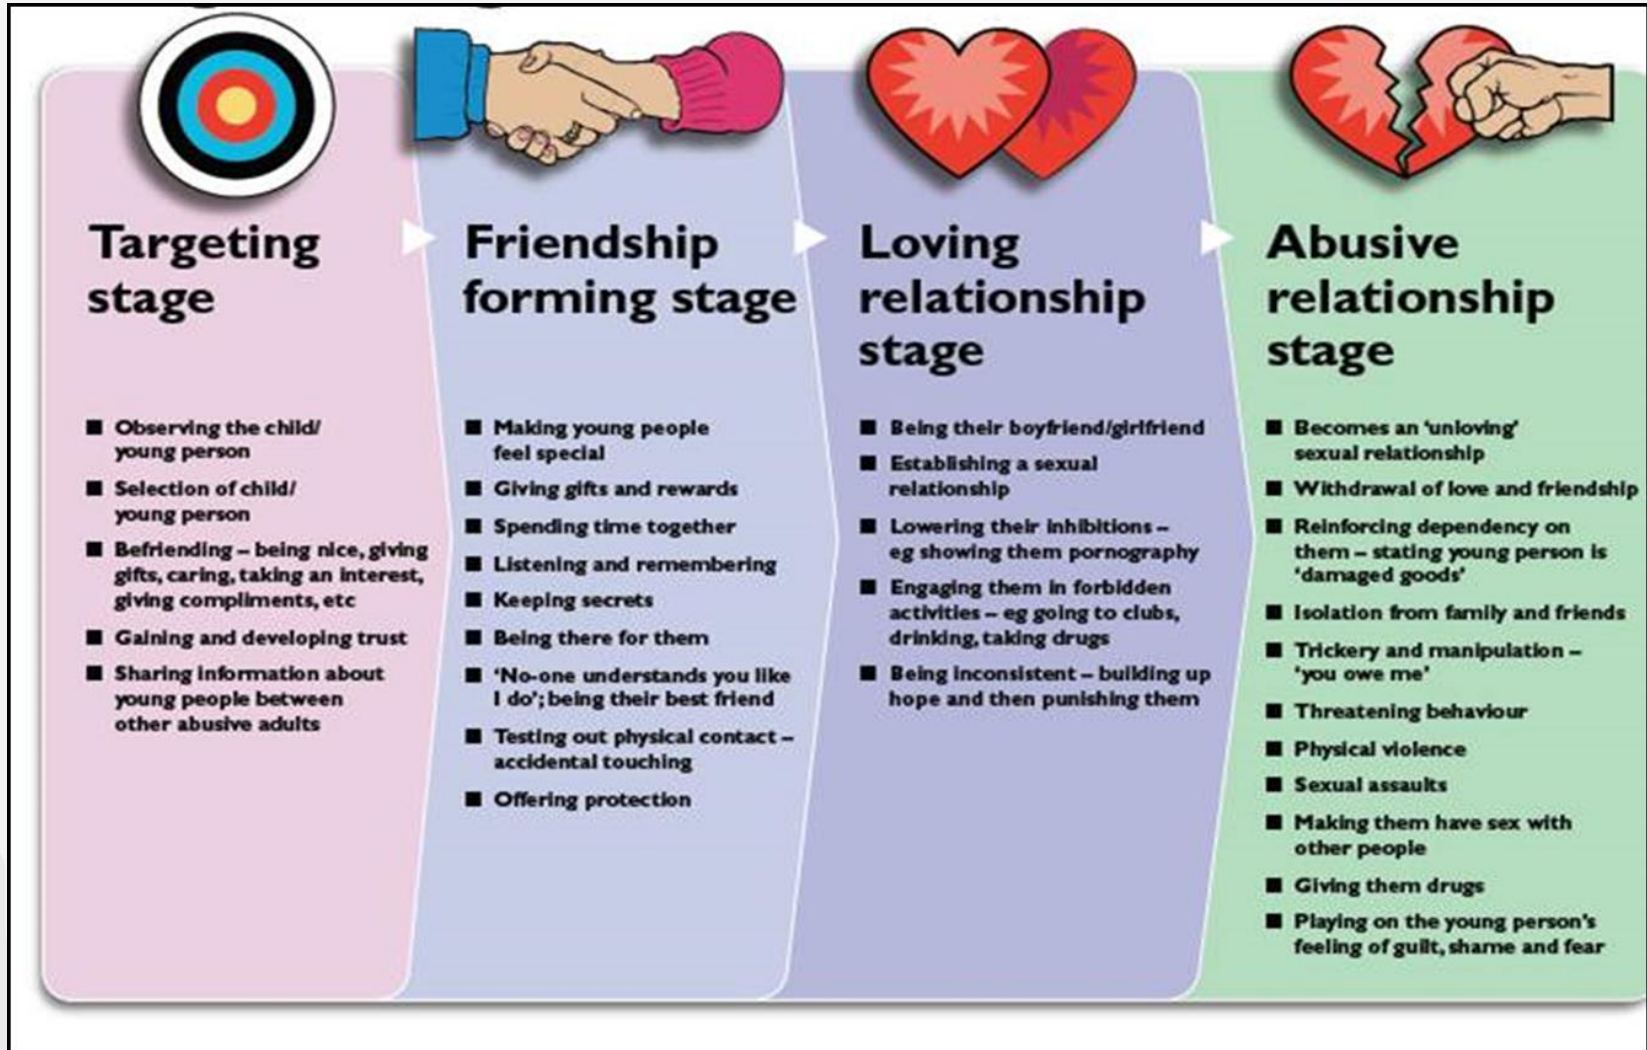 Targeting
stage
■ Observing the child/
young person
■ Selection of child/
young person
■ Befriending – being nice, giving
gifts, caring, taking an interest,
giving compliments, etc
■ Gaining and developing trust
■ Sharing information about
young people between
other abusive adults
Friendship
forming stage
■ Making young people
feel special
■ Giving gifts and rewards
■ Spending time together
■ Listening and remembering
■ Keeping secrets
■ Being there for them
■ ‘No-one understands you like
I do’; being their best friend
■ Testing out physical contact –
accidental touching
■ Offering protection
Loving
relationship
stage
■ Being their boyfriend/girlfriend
■ Establishing a sexual
relationship
■ Lowering their inhibitions –
eg showing them pornography
■ Engaging them in forbidden
activities – eg going to clubs,
drinking, taking drugs
■ Being inconsistent – building up
hope and then punishing them
Abusive
relationship
stage
■ Becomes an ‘unloving’
sexual relationship
■ Withdrawal of love and friendship
■ Reinforcing dependency on
them – stating young person is
‘damaged goods’
■ Isolation from family and friends
■ Trickery and manipulation –
‘you owe me’
■ Threatening behaviour
■ Physical violence
■ Sexual assaults
■ Making them have sex with
other people
■ Giving them drugs
■ Playing on the young person’s
feeling of guilt, shame and fear